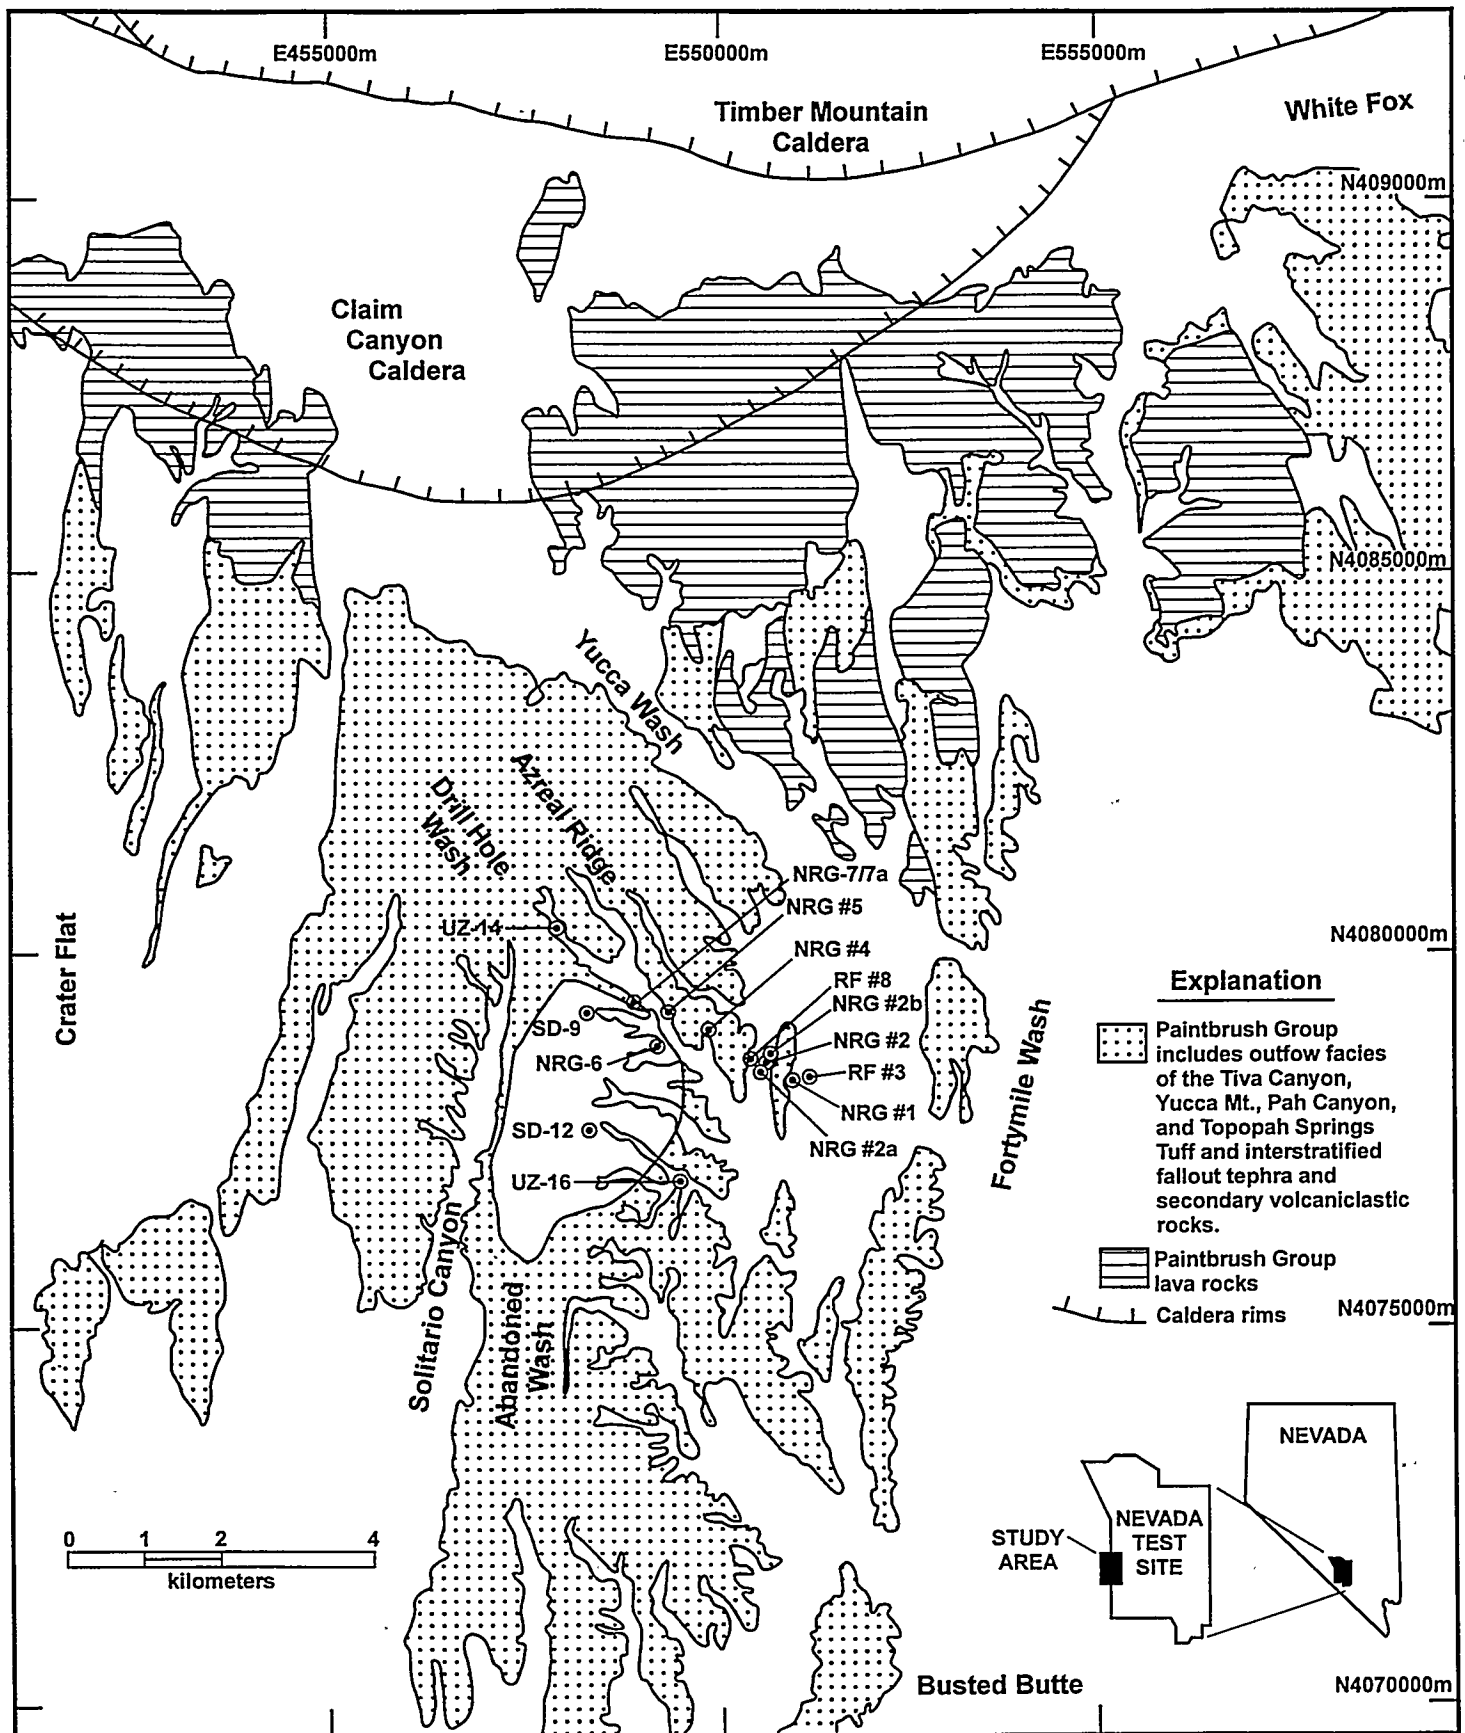 E455000m
E550000m
E555000m
Timber Mountain
Caldera
White Fox
N409000m
Claim
Canyon
Caldera
N4085000m
Yucca Wash
Azreal Ridge
Drill Hole
Wash
NRG-7/7a
NRG #5
UZ-14
NRG #4
N4080000m
Crater Flat
RF #8
NRG #2b
SD-9
NRG #2
NRG-6
RF #3
NRG #1
SD-12
NRG #2a
UZ-16
Fortymile Wash
Solitario Canyon
Abandoned
Wash
Explanation
Paintbrush Group
includes outfow facies
of the Tiva Canyon,
Yucca Mt., Pah Canyon,
and Topopah Springs
Tuff and interstratified
fallout tephra and
secondary volcaniclastic
rocks.
Paintbrush Group
lava rocks
Caldera rims
N4075000m
0 1 2 4
kilometers
NEVADA
NEVADA
TEST
SITE
STUDY
AREA
Busted Butte
N4070000m